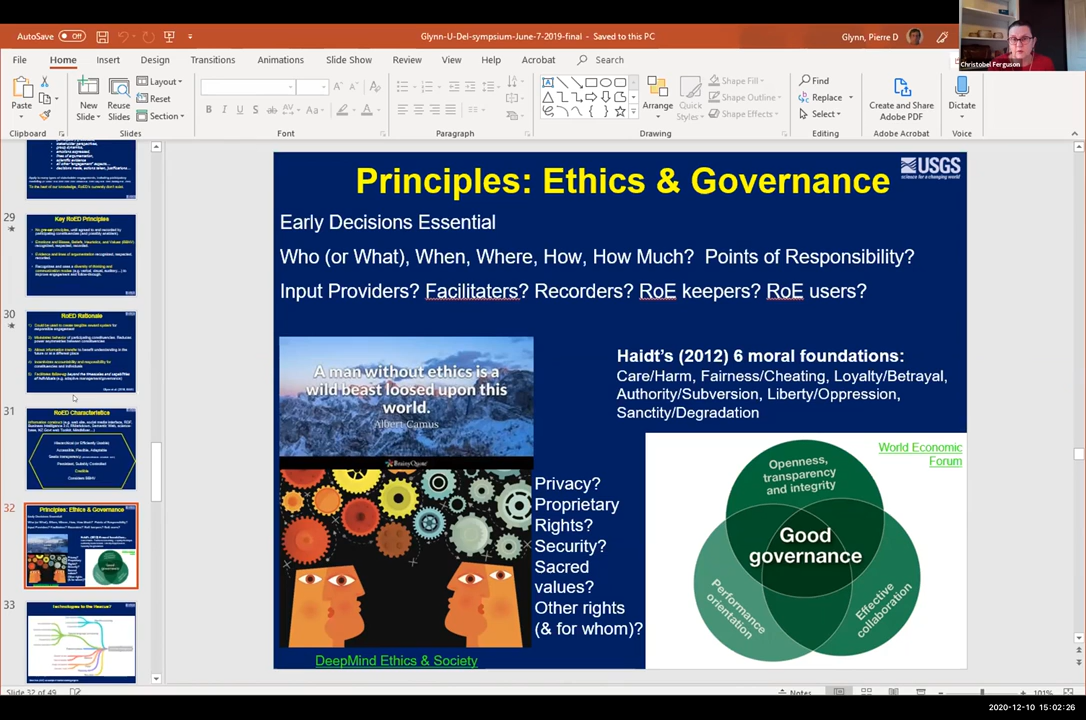 AutoSave Off
Glynn-U-Del-symposium-June-7-2019-final - Saved to this PC
Glynn, Pierre D
Christobel Ferguson
File Home Insert Design Transitions Animations Slide Show Review View Help Acrobat Search
Paste
New Slide
Reuse Slides
Layout
Reset
Section
Arrange
Quick Styles
Shape Fill
Shape Outline
Shape Effects
Find
Replace
Select
Create and Share Adobe PDF
Dictate
Clipboard Slides Font Paragraph Drawing Editing Adobe Acrobat Voice
29
Key RoED Principles
30
RoED Rationale
31
RoED Characteristics
32
Principles: Ethics & Governance
33
Technologies to the Rescue?
Principles: Ethics & Governance
USGS
science for a changing world
Early Decisions Essential
Who (or What), When, Where, How, How Much? Points of Responsibility?
Input Providers? Facilitaters? Recorders? RoE keepers? RoE users?
A man without ethics is a
wild beast loosed upon this
world.
Albert Camus
BrainyQuote
Haidt's (2012) 6 moral foundations:
Care/Harm, Fairness/Cheating, Loyalty/Betrayal,
Authority/Subversion, Liberty/Oppression,
Sanctity/Degradation
Privacy?
Proprietary
Rights?
Security?
Sacred
values?
Other rights
(& for whom)?
DeepMind Ethics & Society
World Economic
Forum
Openness,
transparency
and integrity
Good
governance
Performance
orientation
Effective
collaboration
Slide 32 of 49
Notes
101%
2020-12-10 15:02:26